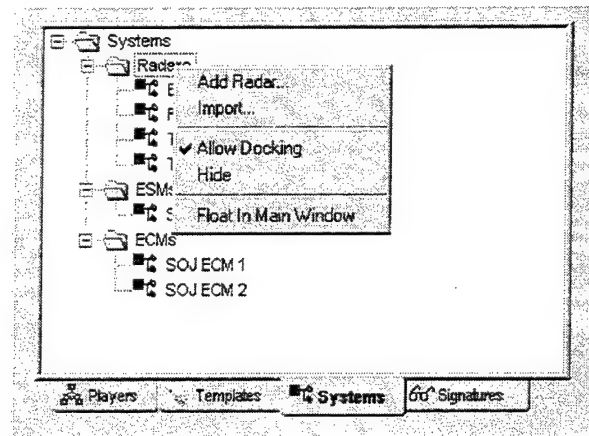 Systems
Radars
Add Radar...
E
Import...
F
T
Allow Docking
T
Hide
ESMs
S
Float In Main Window
ECMs
SOJ ECM 1
SOJ ECM 2
Players Templates Systems Signatures